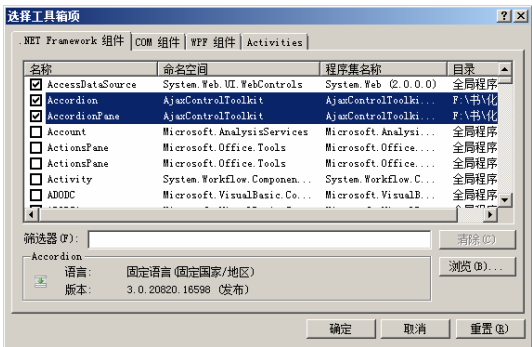 选择工具箱项
.NET Framework 组件 COM 组件 WPF 组件 Activities
名称 命名空间 程序集名称 目录
AccessDataSource System.Web.UI.WebControls System.Web (2.0.0.0) 全局程序
Accordion AjaxControlToolkit AjaxControlToolki... F:\书\化
AccordionPane AjaxControlToolkit AjaxControlToolki... F:\书\化
Account Microsoft.AnalysisServices Microsoft.Analysi... 全局程序
ActionsPane Microsoft.Office.Tools Microsoft.Office.... 全局程序
ActionsPane Microsoft.Office.Tools Microsoft.Office.... 全局程序
Activity System.Workflow.Componen... System.Workflow.C... 全局程序
ADODC Microsoft.VisualBasic.Co... Microsoft.VisualB... 全局程序
筛选器(F): 清除(C)
Accordion
语言: 固定语言(固定国家/地区) 浏览(B)...
版本: 3.0.20820.16598 (发布)
确定 取消 重置(R)